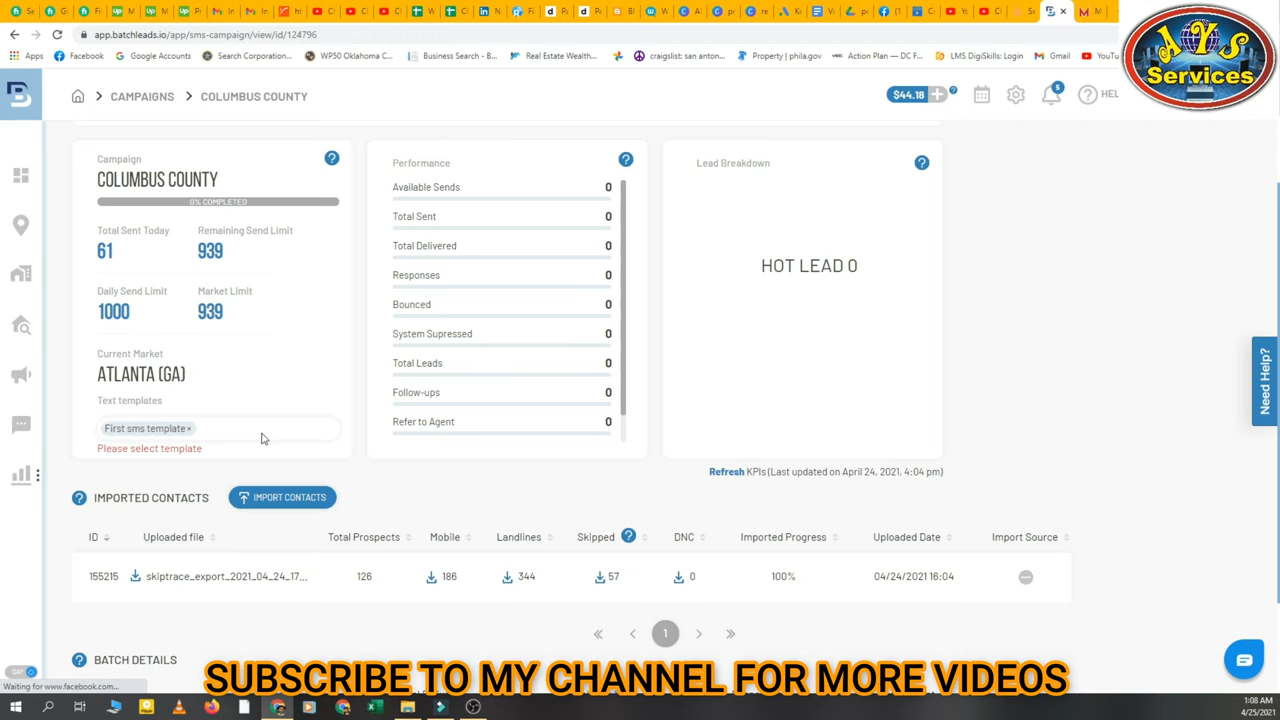 app.batchleads.io/app/sms-campaign/view/id/124796
Apps
Facebook
Google Accounts
Search Corporation...
WP50 Oklahoma C...
Business Search - B...
Real Estate Wealth...
craigslist: san anton...
Property | phila.gov
Action Plan — DC F...
LMS DigiSkills: Login
Gmail
YouTu
AYS
Services
CAMPAIGNS
COLUMBUS COUNTY
$44.18
5
HEL
Campaign
COLUMBUS COUNTY
0% COMPLETED
Total Sent Today
Remaining Send Limit
61
939
Daily Send Limit
Market Limit
1000
939
Current Market
ATLANTA (GA)
Text templates
First sms template ×
Please select template
Performance
Available Sends 0
Total Sent 0
Total Delivered 0
Responses 0
Bounced 0
System Supressed 0
Total Leads 0
Follow-ups 0
Refer to Agent 0
Lead Breakdown
HOT LEAD 0
Need Help?
Refresh KPIs (Last updated on April 24, 2021, 4:04 pm)
IMPORTED CONTACTS
IMPORT CONTACTS
ID Uploaded file Total Prospects Mobile Landlines Skipped DNC Imported Progress Uploaded Date Import Source
155215 skiptrace_export_2021_04_24_17... 126 186 344 57 0 100% 04/24/2021 16:04
1
BATCH DETAILS
SUBSCRIBE TO MY CHANNEL FOR MORE VIDEOS
Waiting for www.facebook.com...
1:08 AM
4/25/2021